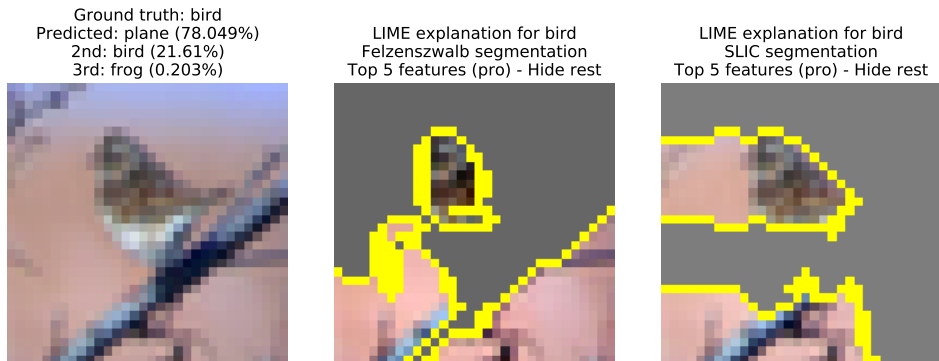 Ground truth: bird
Predicted: plane (78.049%)
2nd: bird (21.61%)
3rd: frog (0.203%)
LIME explanation for bird
Felzenszwalb segmentation
Top 5 features (pro) - Hide rest
LIME explanation for bird
SLIC segmentation
Top 5 features (pro) - Hide rest